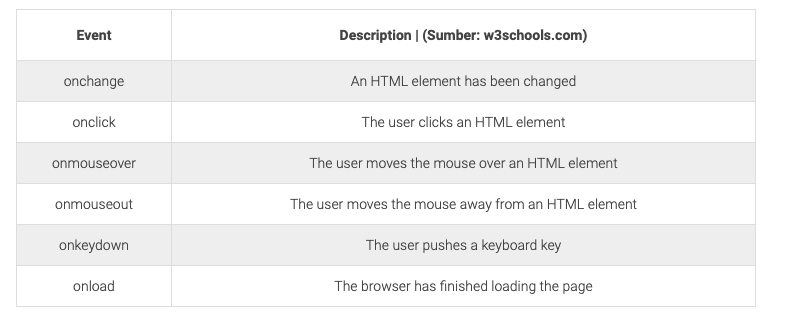 Event Description | (Sumber: w3schools.com)
onchange An HTML element has been changed
onclick The user clicks an HTML element
onmouseover The user moves the mouse over an HTML element
onmouseout The user moves the mouse away from an HTML element
onkeydown The user pushes a keyboard key
onload The browser has finished loading the page